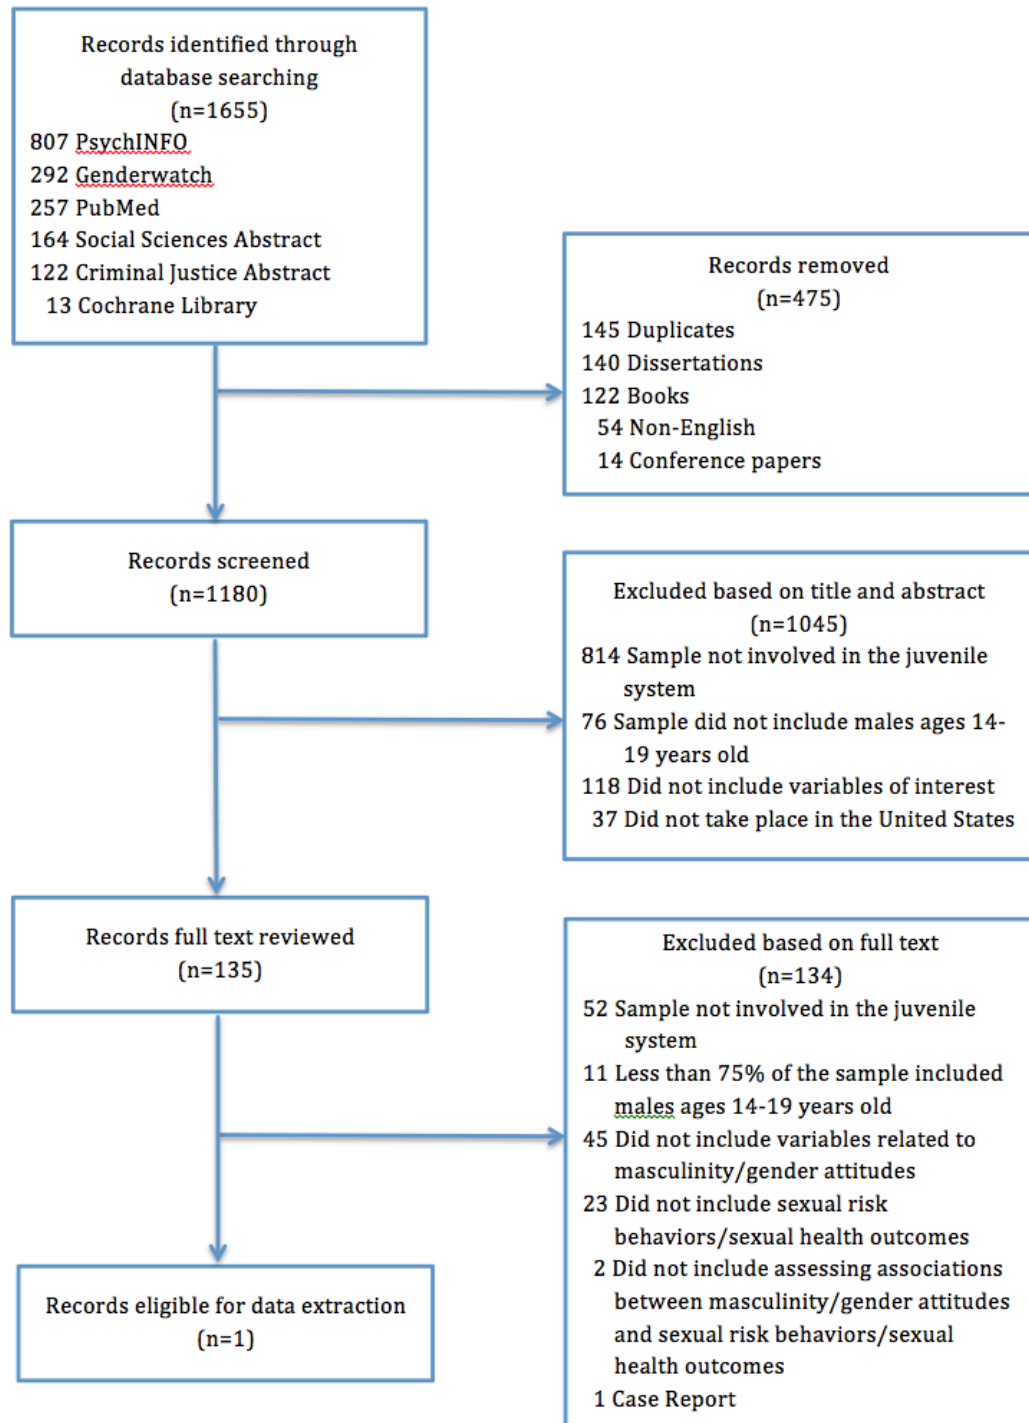 Records identified through
database searching
(n=1655)
807 PsychINFO
292 Genderwatch
257 PubMed
164 Social Sciences Abstract
122 Criminal Justice Abstract
13 Cochrane Library
Records removed
(n=475)
145 Duplicates
140 Dissertations
122 Books
54 Non-English
14 Conference papers
Records screened
(n=1180)
Excluded based on title and abstract
(n=1045)
814 Sample not involved in the juvenile
system
76 Sample did not include males ages 14-
19 years old
118 Did not include variables of interest
37 Did not take place in the United States
Records full text reviewed
(n=135)
Excluded based on full text
(n=134)
52 Sample not involved in the juvenile
system
11 Less than 75% of the sample included
males ages 14-19 years old
45 Did not include variables related to
masculinity/gender attitudes
23 Did not include sexual risk
behaviors/sexual health outcomes
2 Did not include assessing associations
between masculinity/gender attitudes
and sexual risk behaviors/sexual
health outcomes
1 Case Report
Records eligible for data extraction
(n=1)